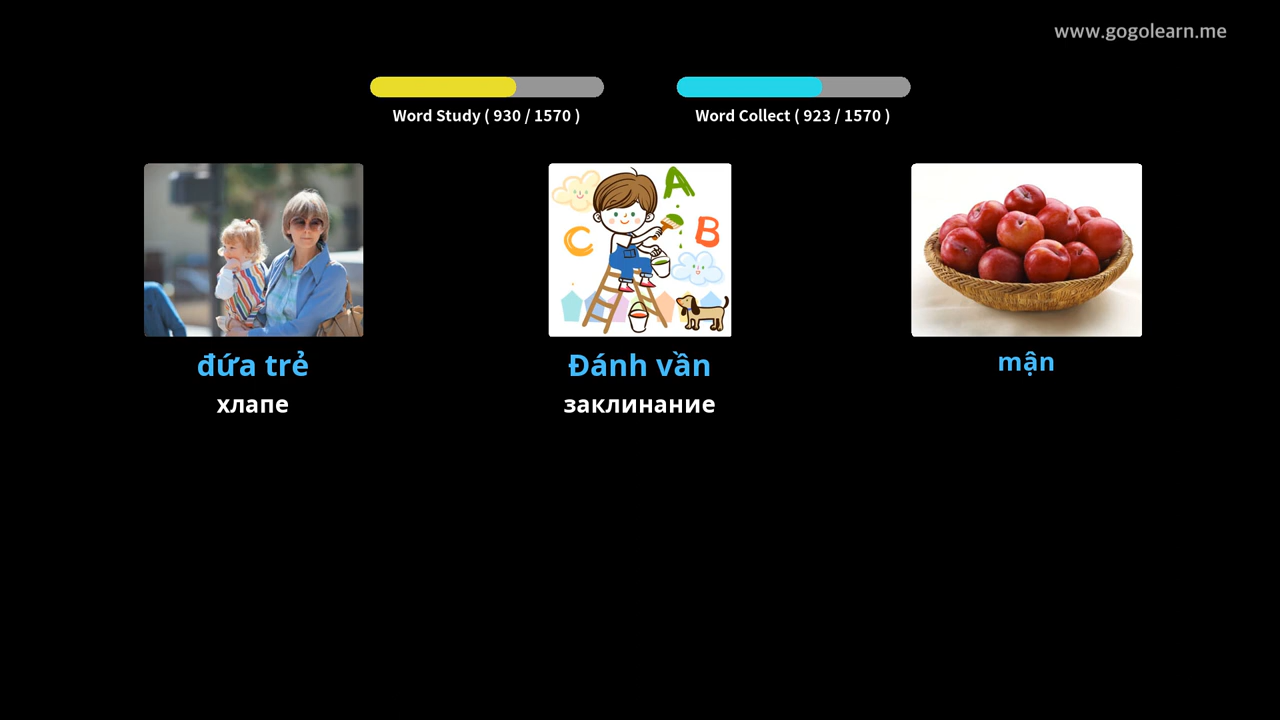 www.gogolearn.me
Word Study ( 930 / 1570 )
Word Collect ( 923 / 1570 )
A
B
C
đứa trẻ
Đánh vần
mận
хлапе
заклинание